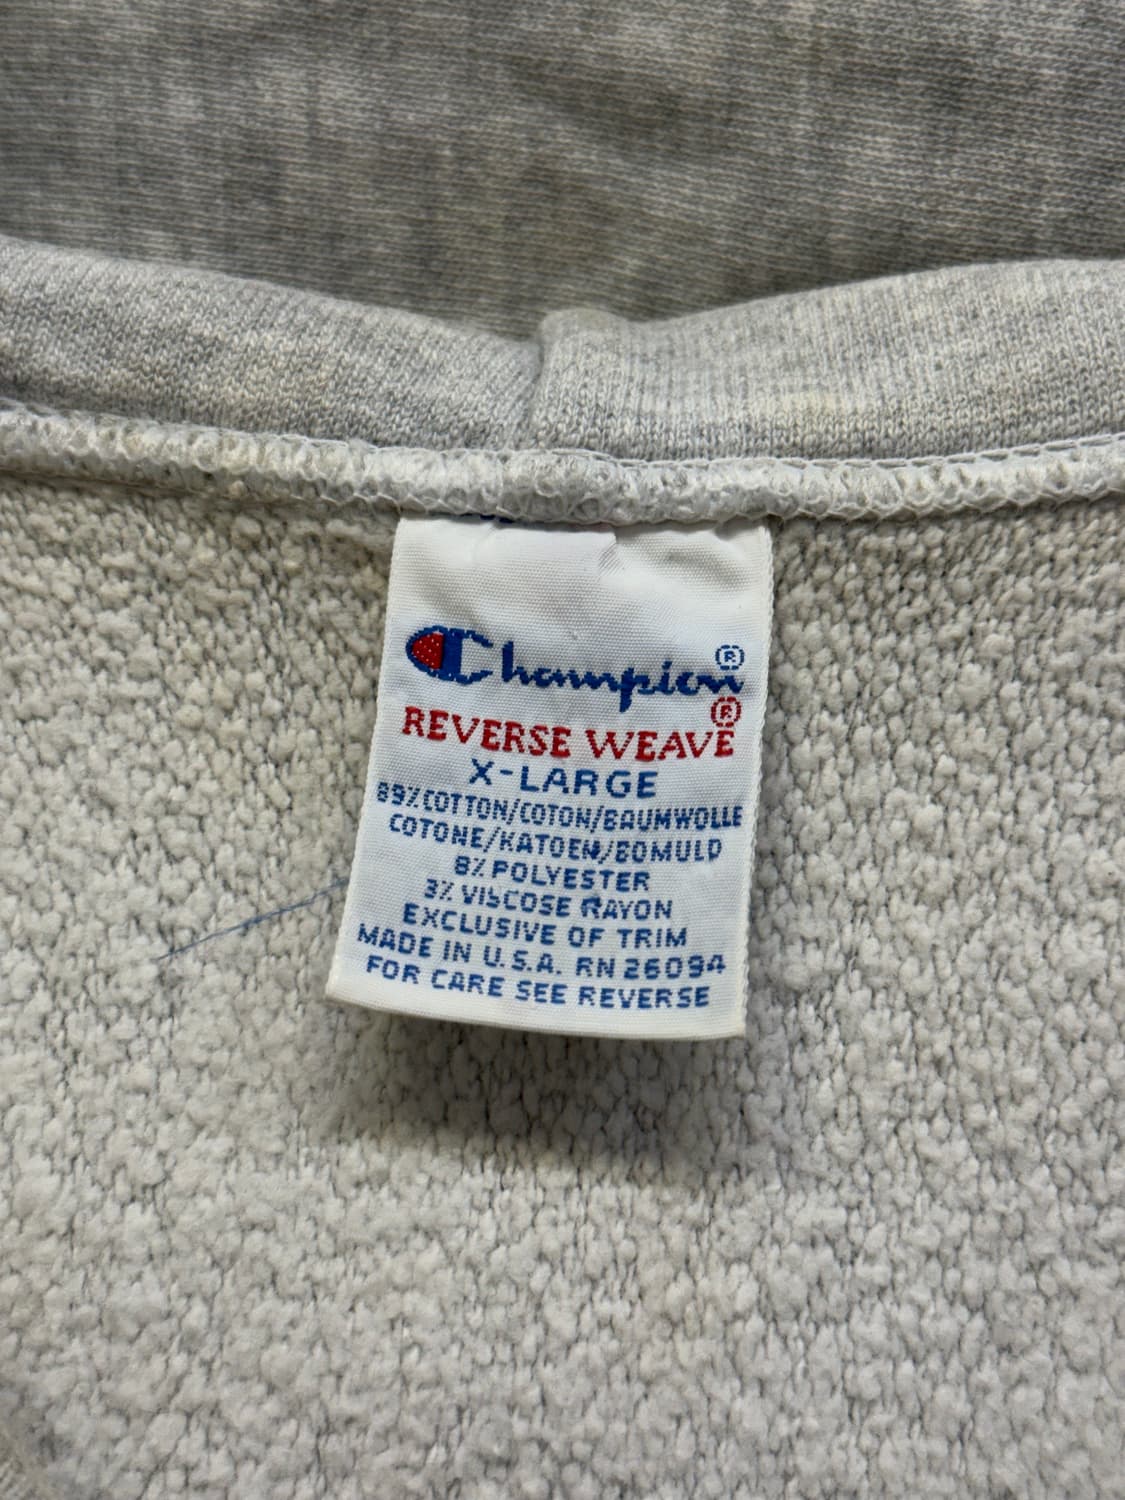 Champion®
REVERSE WEAVE®
X-LARGE
89% COTTON/COTON/BAUMWOLLE
COTONE/KATOEN/BOMULD
8% POLYESTER
3% VISCOSE RAYON
EXCLUSIVE OF TRIM
MADE IN U.S.A. RN 26094
FOR CARE SEE REVERSE